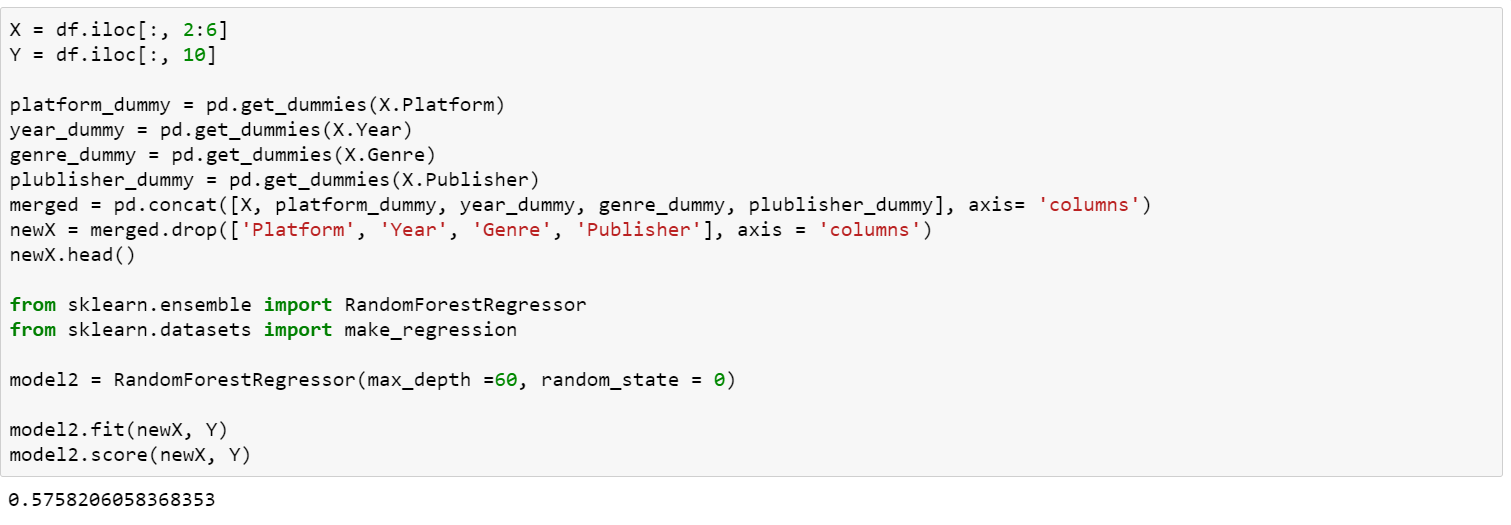 X = df.iloc[:, 2:6]
Y = df.iloc[:, 10]
platform_dummy = pd.get_dummies(X.Platform)
year_dummy = pd.get_dummies(X.Year)
genre_dummy = pd.get_dummies(X.Genre)
plublisher_dummy = pd.get_dummies(X.Publisher)
merged = pd.concat([X, platform_dummy, year_dummy, genre_dummy, plublisher_dummy], axis= 'columns')
newX = merged.drop(['Platform', 'Year', 'Genre', 'Publisher'], axis = 'columns')
newX.head()
from sklearn.ensemble import RandomForestRegressor
from sklearn.datasets import make_regression
model2 = RandomForestRegressor(max_depth =60, random_state = 0)
model2.fit(newX, Y)
model2.score(newX, Y)
0.5758206058368353